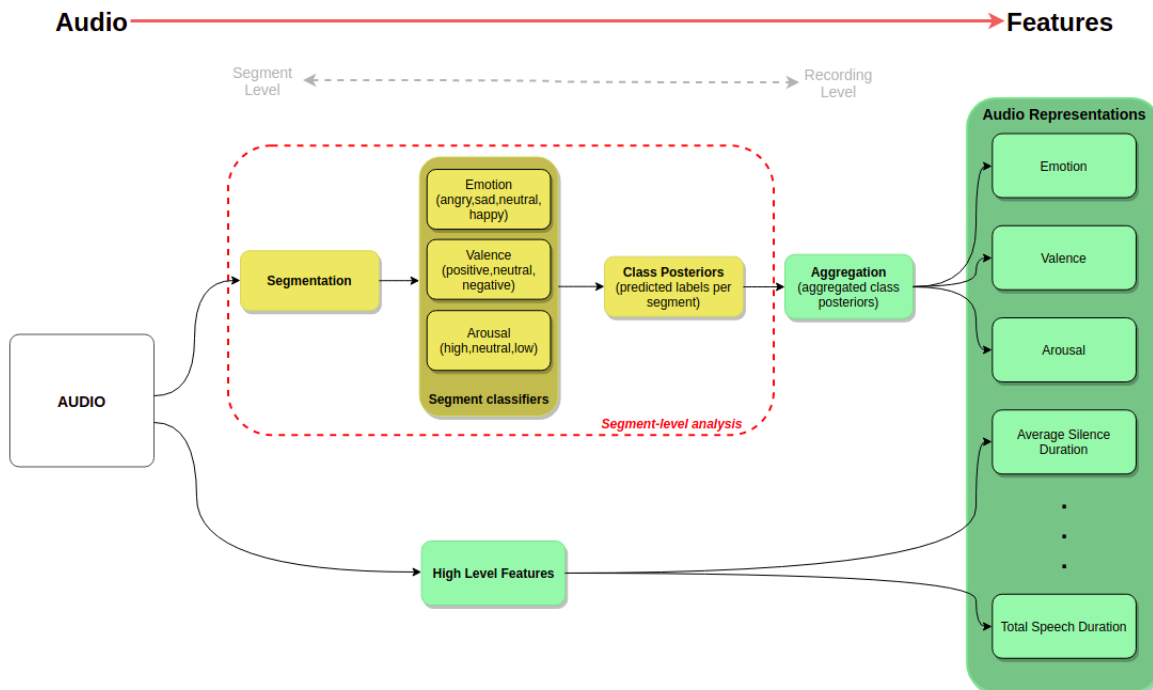 Audio
Features
Segment
Level
Recording
Level
Audio Representations
Emotion
(angry,sad,neutral,
happy)
Valence
(positive,neutral,
negative)
Arousal
(high,neutral,low)
Segment classifiers
Segmentation
Class Posteriors
(predicted labels per
segment)
Aggregation
(aggregated class
posteriors)
Segment-level analysis
AUDIO
High Level Features
Emotion
Valence
Arousal
Average Silence
Duration
.
.
.
Total Speech Duration